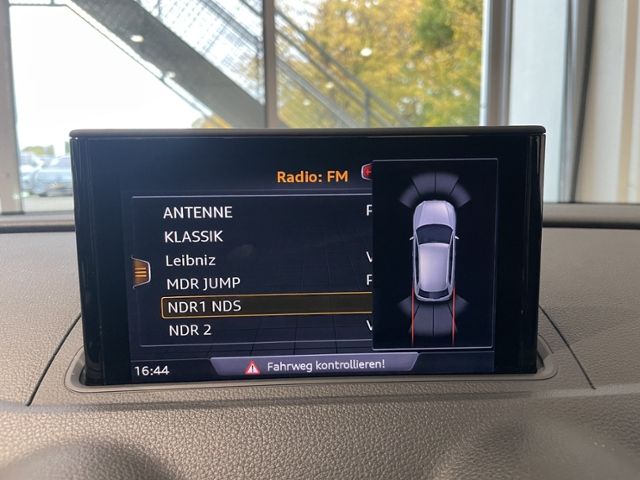 Radio: FM
ANTENNE
KLASSIK
Leibniz
MDR JUMP
NDR1 NDS
NDR 2
16:44
Fahrweg kontrollieren!